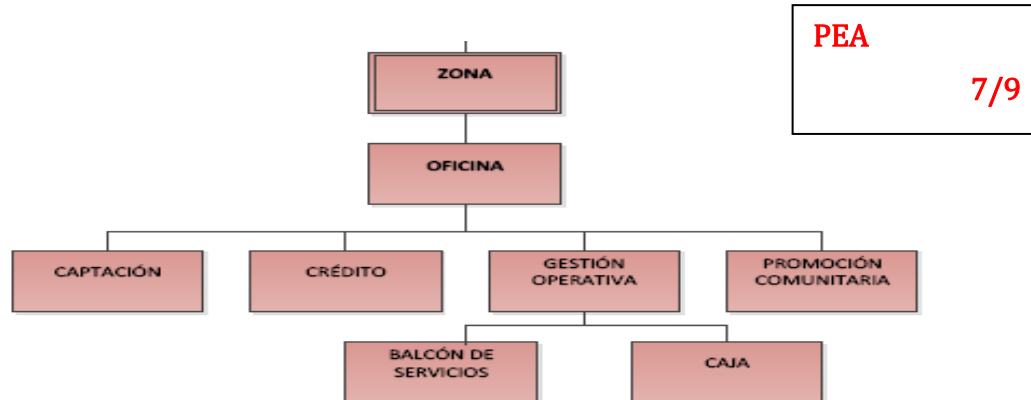 PEA
7/9
ZONA
OFICINA
CAPTACIÓN
CRÉDITO
GESTIÓN
OPERATIVA
PROMOCIÓN
COMUNITARIA
BALCÓN DE
SERVICIOS
CAJA